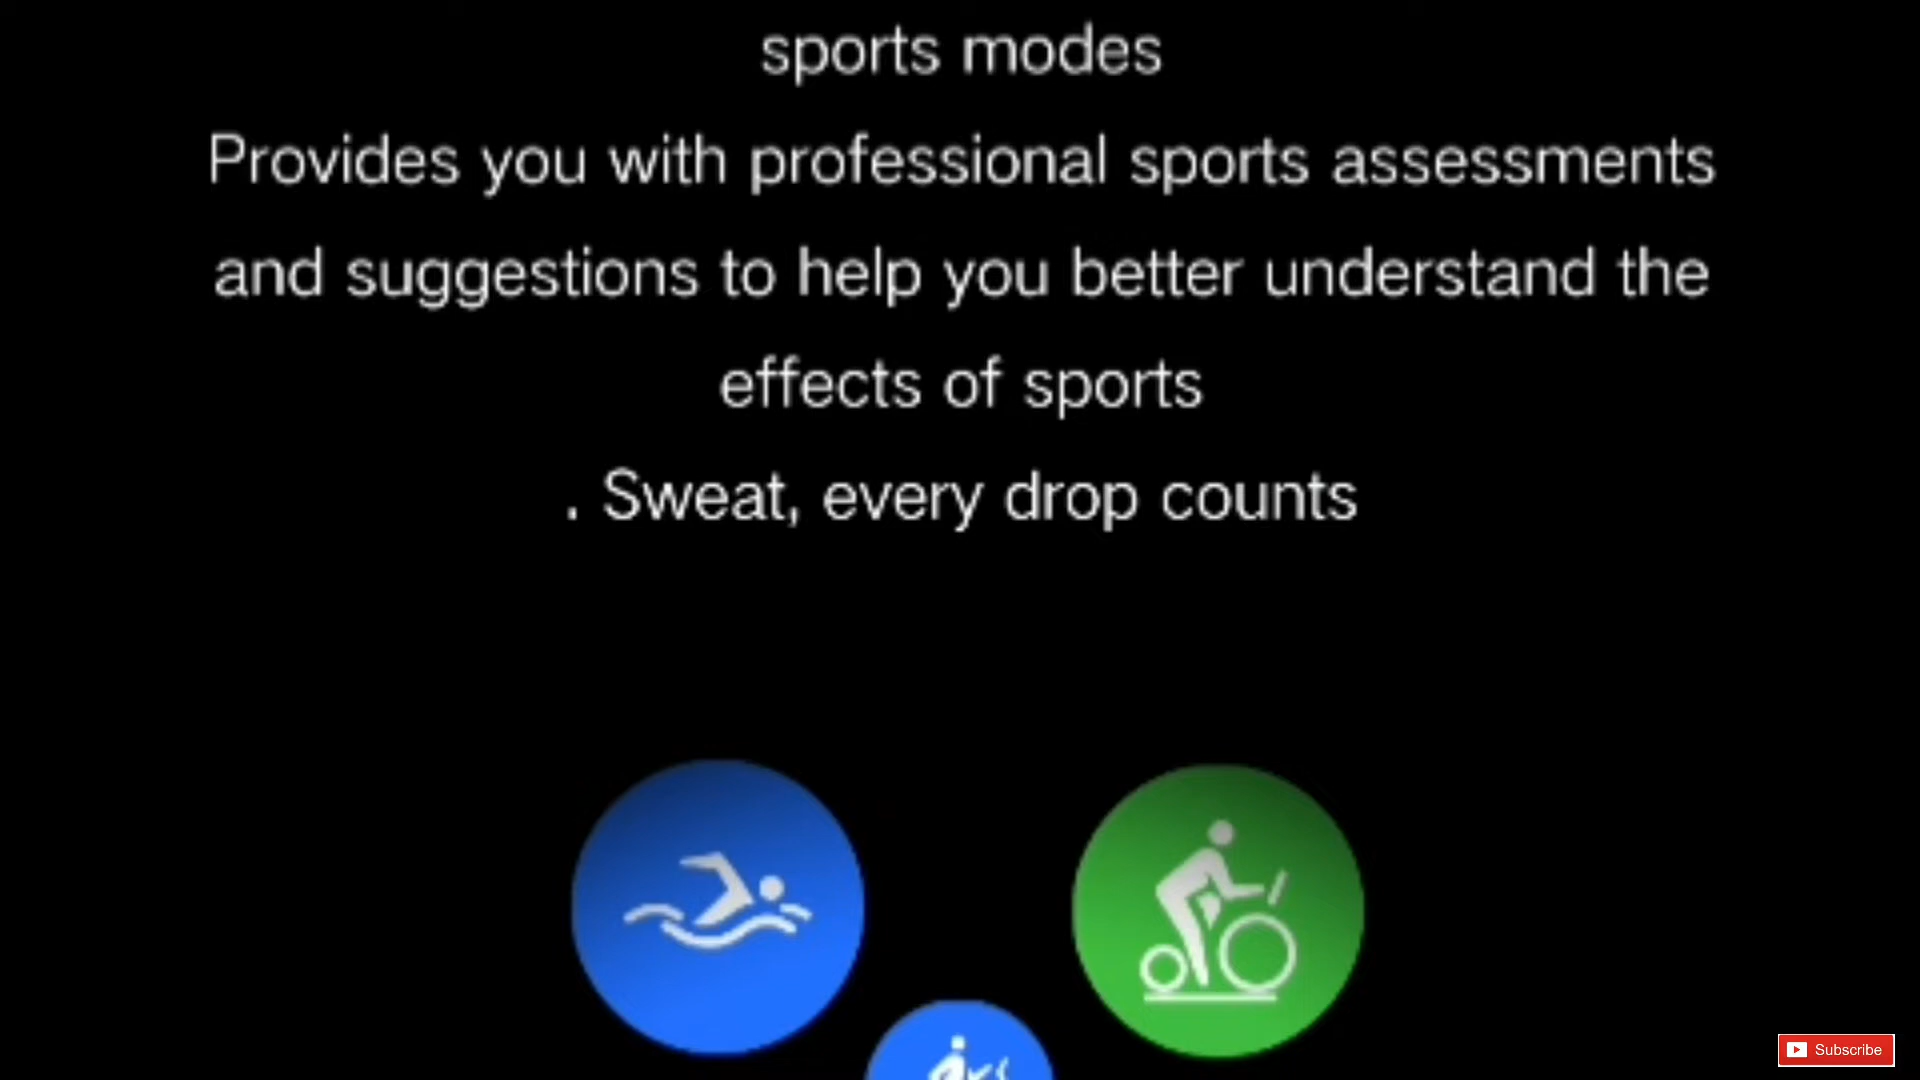 sports modes
Provides you with professional sports assessments
and suggestions to help you better understand the
effects of sports
. Sweat, every drop counts
Subscribe